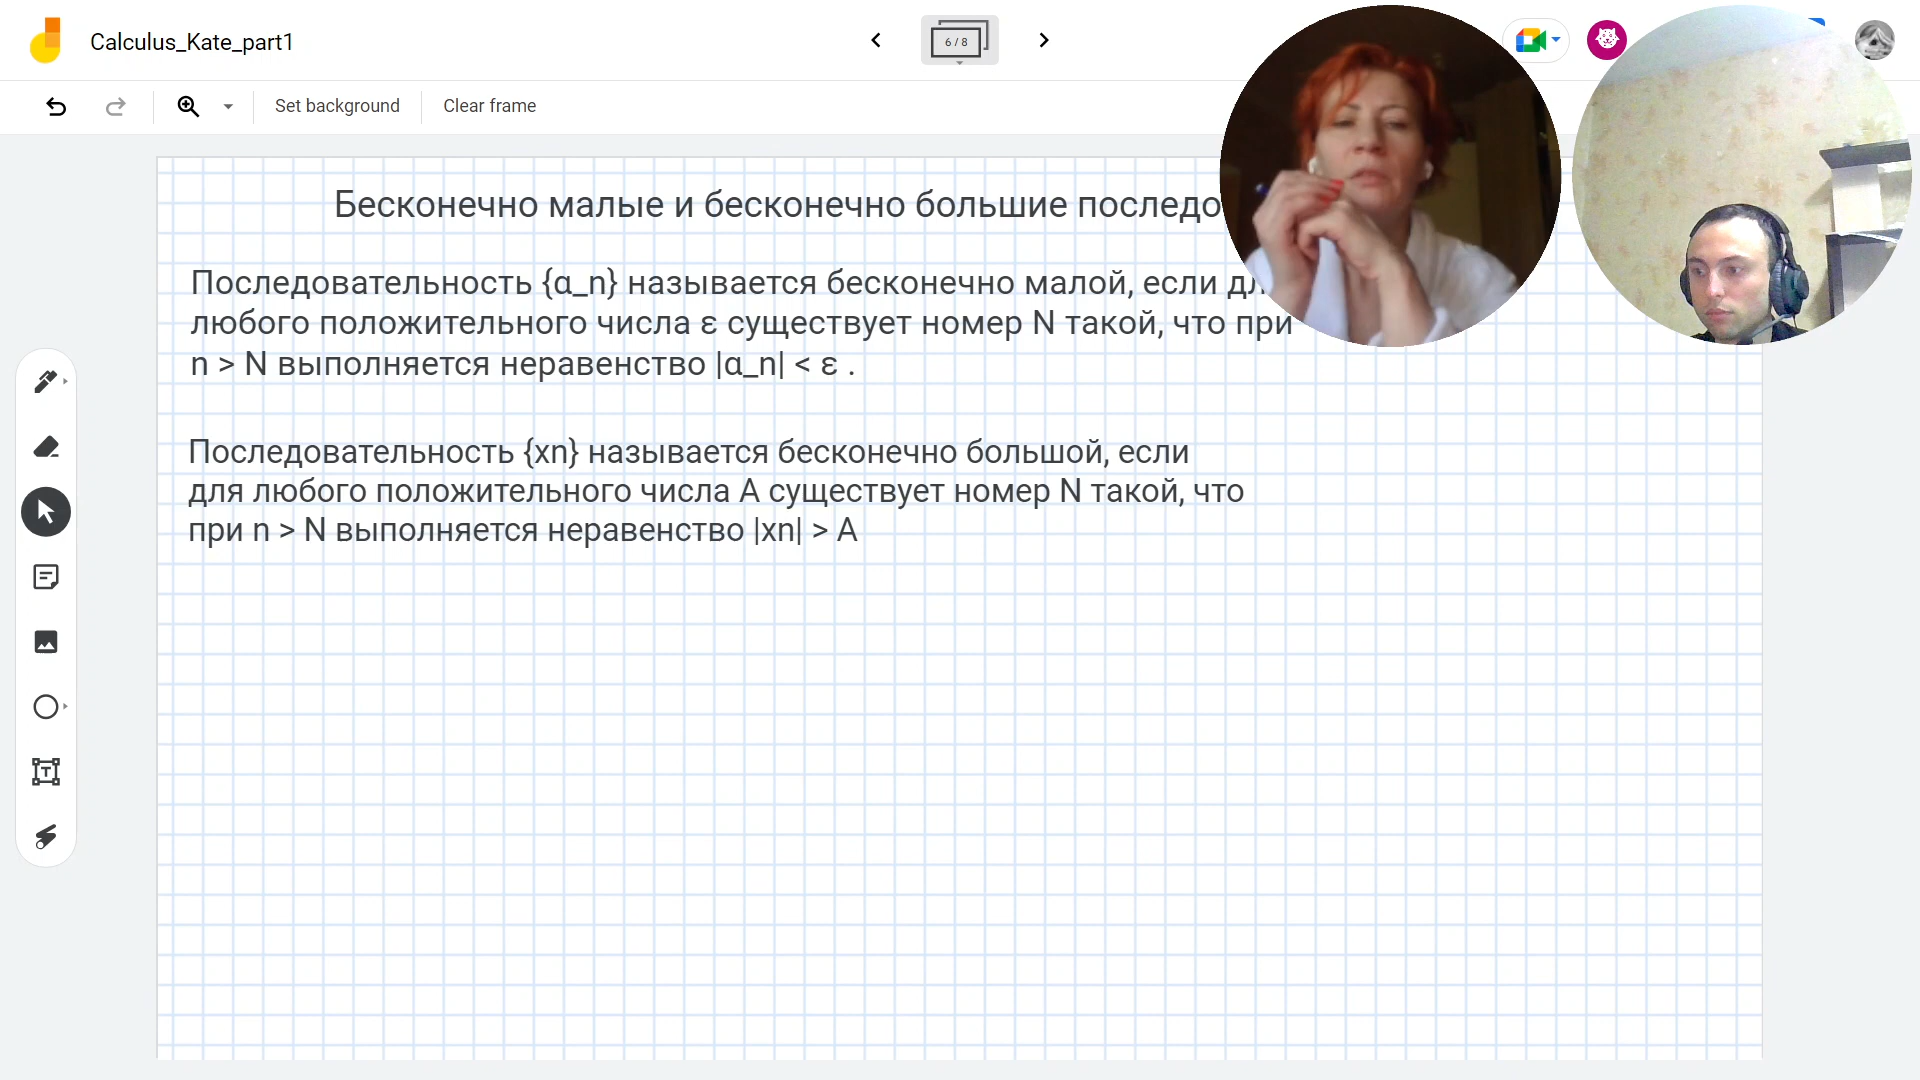 Calculus_Kate_part1
6 / 8
Set background
Clear frame
Бесконечно малые и бесконечно большие
Последовательность {α_n} называется бесконечно малой, если
любого положительного числа ε существует номер N такой, что при
n > N выполняется неравенство |α_n| < ε .
Последовательность {xn} называется бесконечно большой, если
для любого положительного числа A существует номер N такой, что
при n > N выполняется неравенство |xn| > A